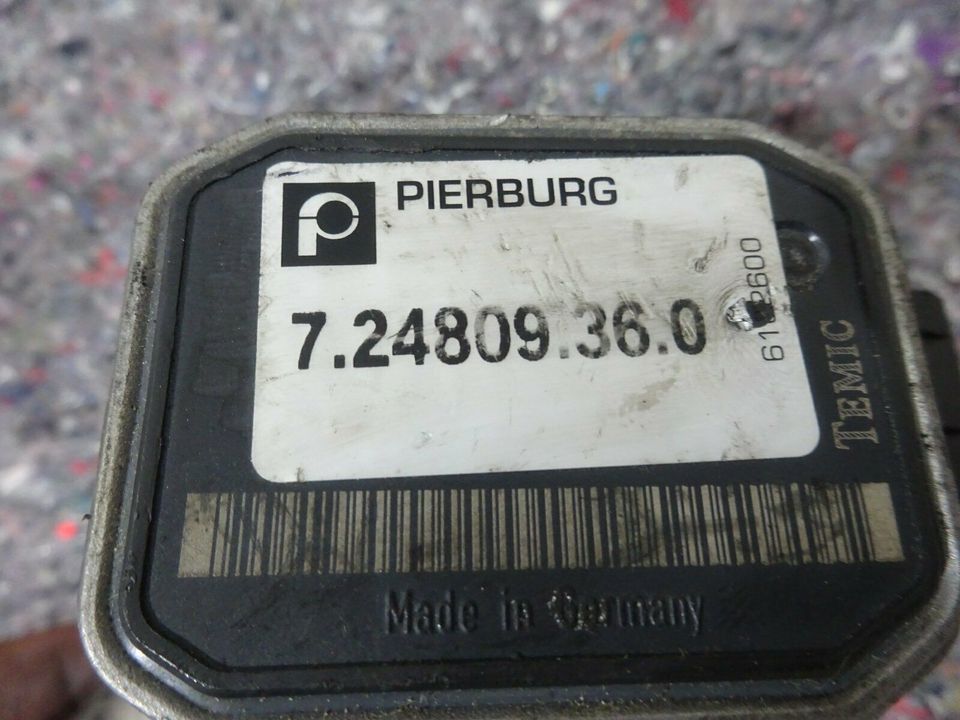 PIERBURG
7.24809.36.0
TEMIC
Made in Germany